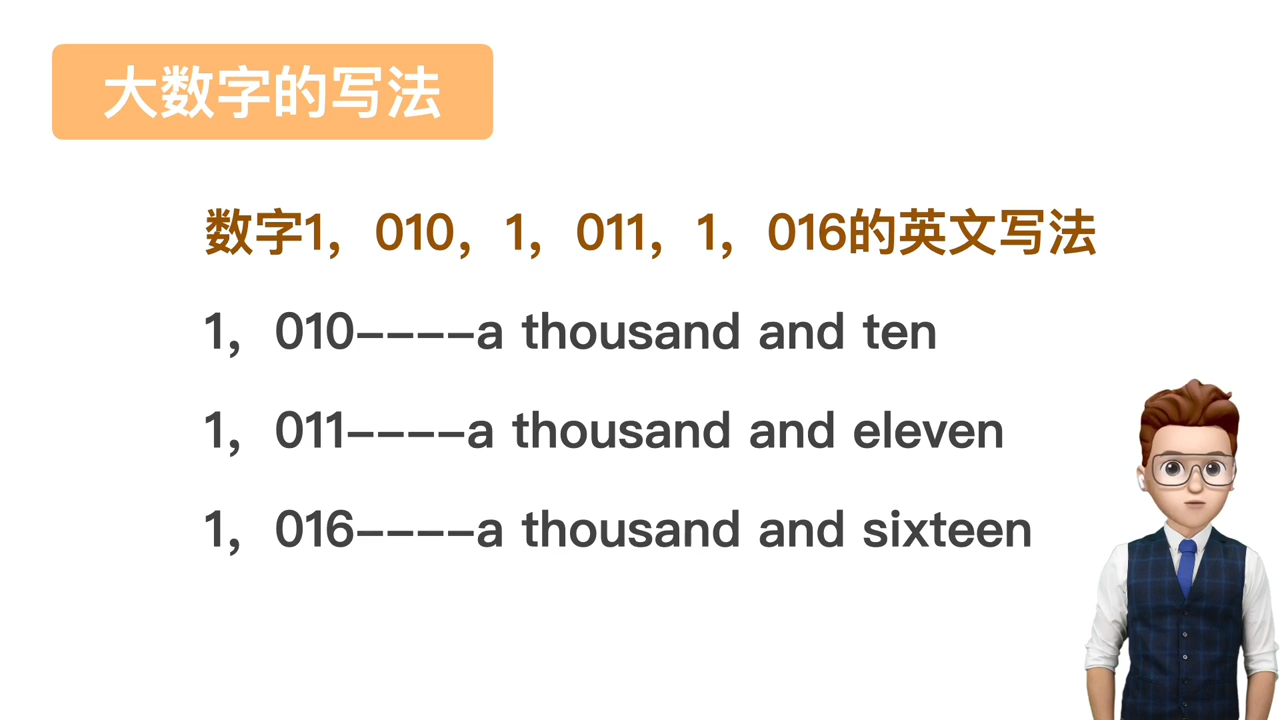 大数字的写法
数字1，010，1，011，1，016的英文写法
1，010----a thousand and ten
1，011----a thousand and eleven
1，016----a thousand and sixteen